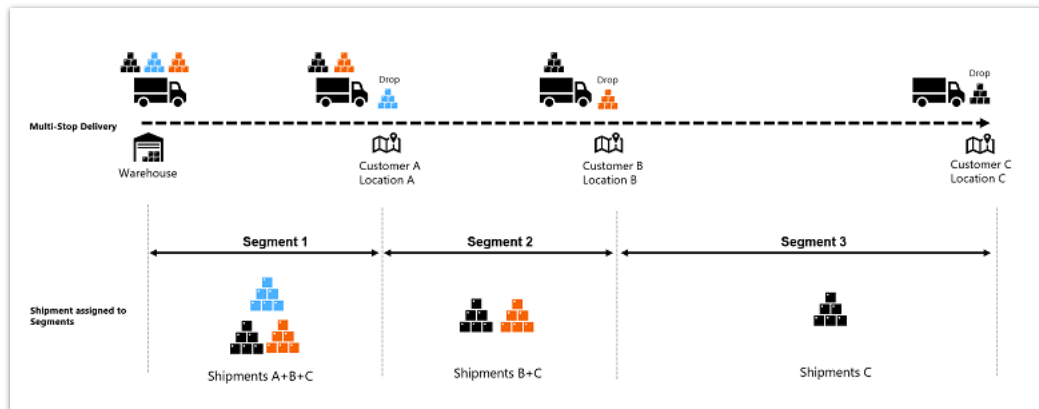 Drop
Drop
Drop
Multi-Stop Delivery
Warehouse
Customer A
Location A
Customer B
Location B
Customer C
Location C
Segment 1
Segment 2
Segment 3
Shipment assigned to
Segments
Shipments A+B+C
Shipments B+C
Shipments C